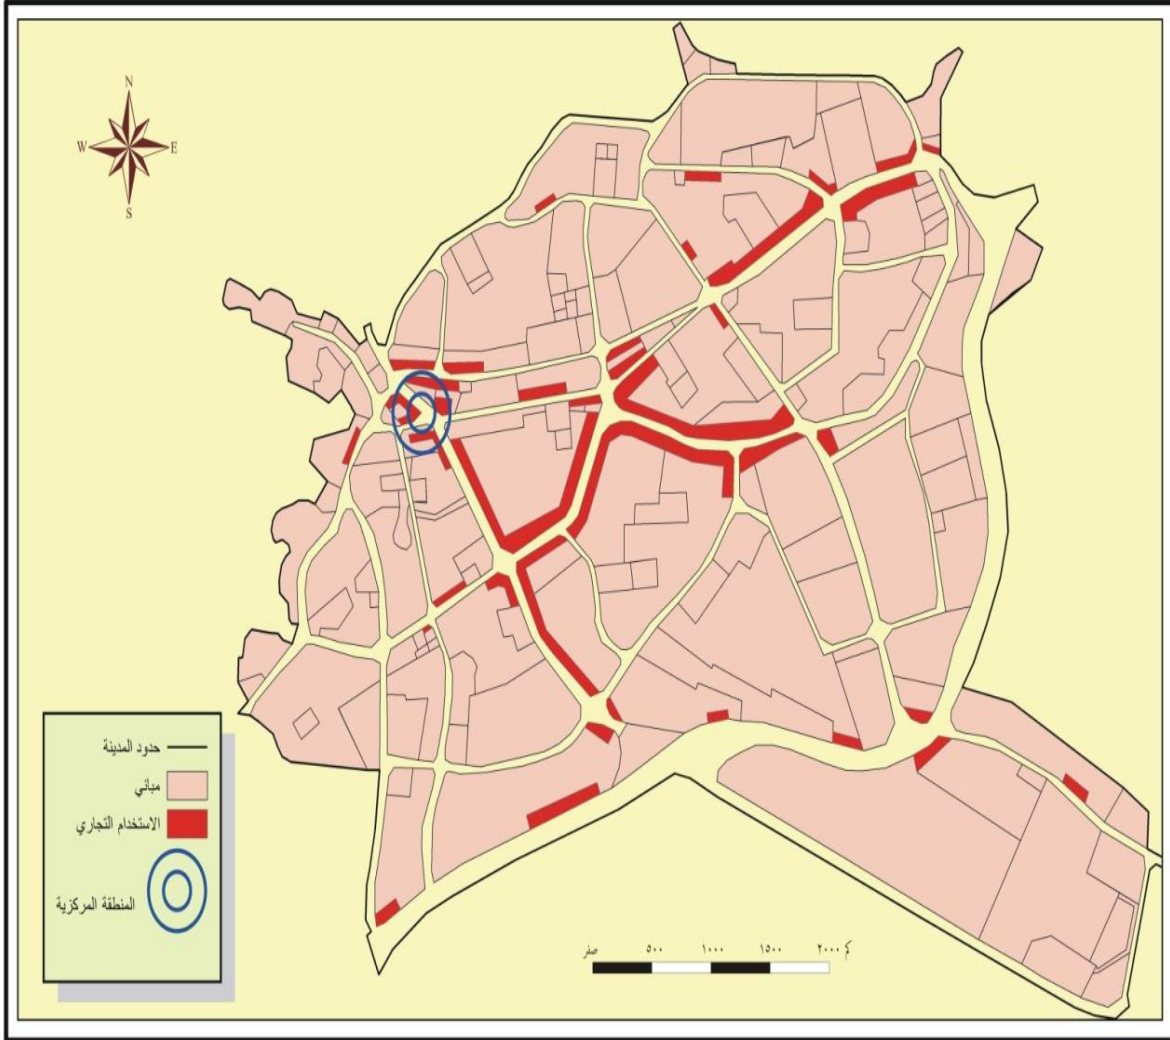 N
W E
S
حدود المدينة
مباني
الاستخدام التجاري
المنطقة المركزية
صفر ٥٠٠ ١٠٠٠ ١٥٠٠ ٢٠٠٠ كم